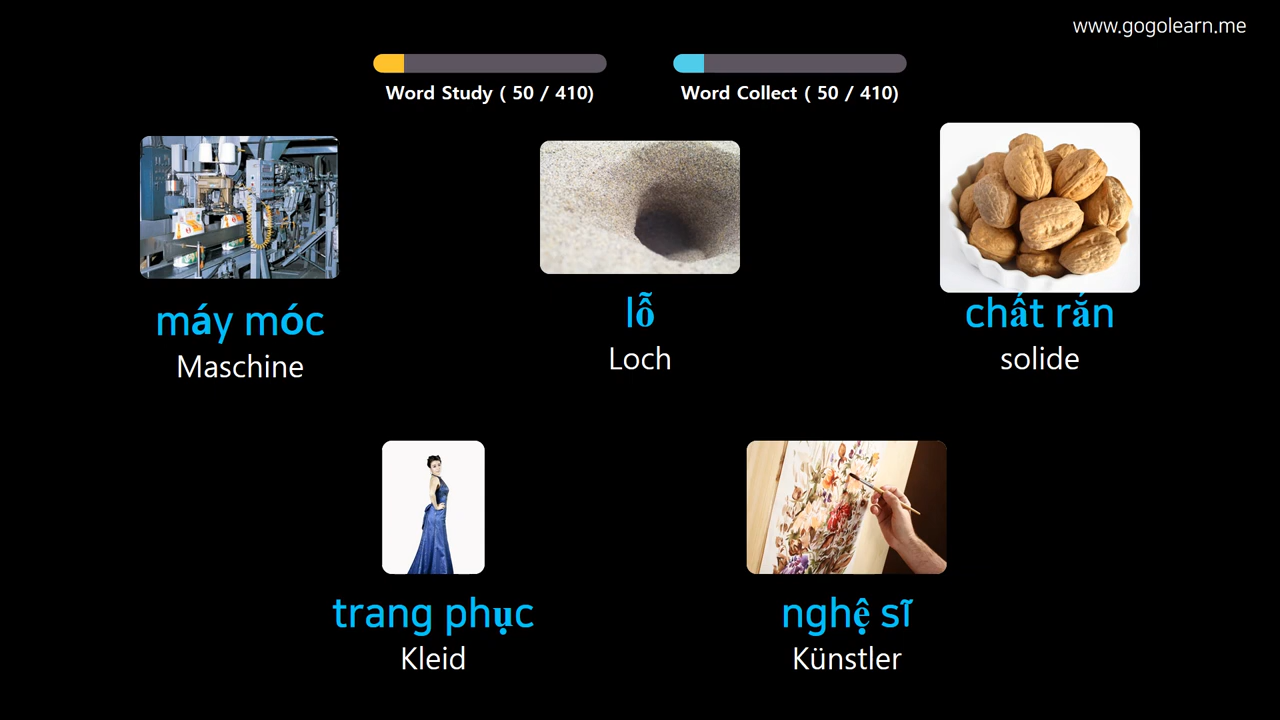 www.gogolearn.me
Word Study ( 50 / 410)
Word Collect ( 50 / 410)
máy móc
Maschine
lỗ
Loch
chất rắn
solide
trang phục
Kleid
nghệ sĩ
Künstler